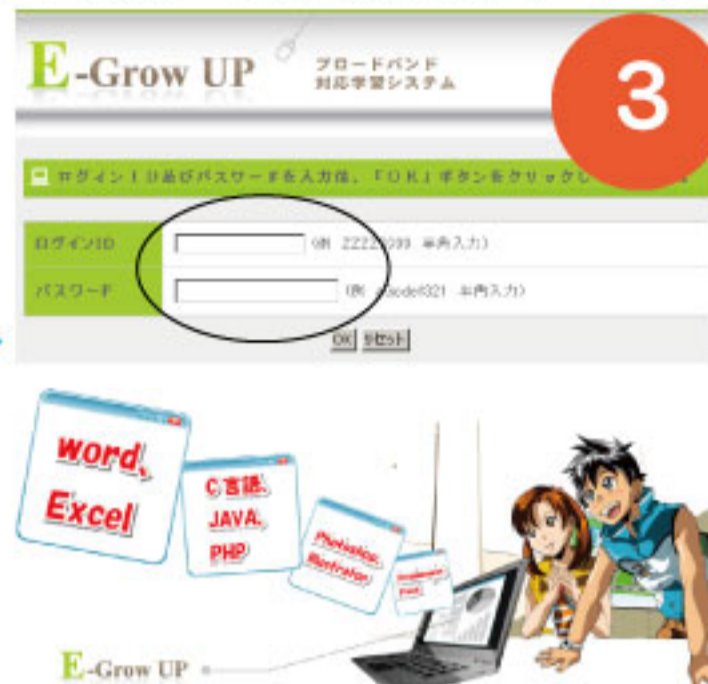 E-Grow UP
ブロードバンド
対応学習システム
3
ログインID及びパスワードを入力後、「OK」ボタンをクリックし
ログインID
半角入力)
パスワード
半角入力)
OK リセット
word、
Excel
C言語、
JAVA、
PHP
Photoshop、
Illustrator
E-Grow UP